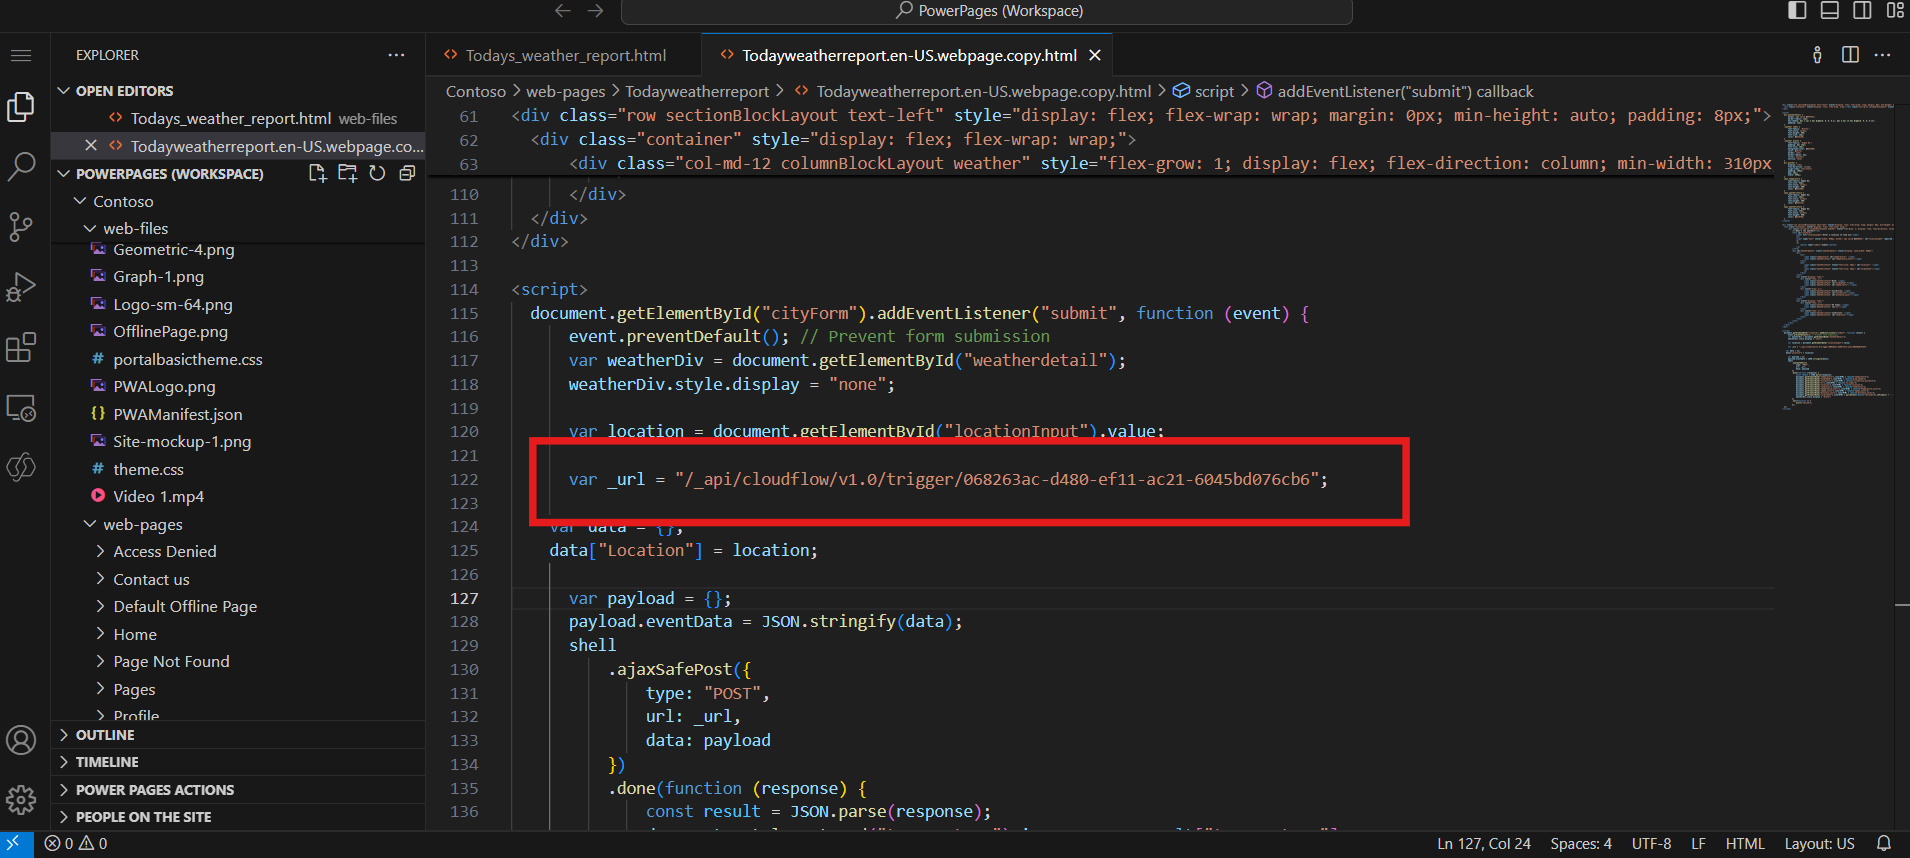 PowerPages (Workspace)
EXPLORER
OPEN EDITORS
Todays_weather_report.html web-files
Todayweatherreport.en-US.webpage.co...
POWERPAGES (WORKSPACE)
Contoso
web-files
Geometric-4.png
Graph-1.png
Logo-sm-64.png
OfflinePage.png
portalbasictheme.css
PWALogo.png
PWAManifest.json
Site-mockup-1.png
theme.css
Video 1.mp4
web-pages
Access Denied
Contact us
Default Offline Page
Home
Page Not Found
Pages
Profile
OUTLINE
TIMELINE
POWER PAGES ACTIONS
PEOPLE ON THE SITE
Todays_weather_report.html
Todayweatherreport.en-US.webpage.copy.html
Contoso > web-pages > Todayweatherreport > Todayweatherreport.en-US.webpage.copy.html > script > addEventListener("submit") callback
61 <div class="row sectionBlockLayout text-left" style="display: flex; flex-wrap: wrap; margin: 0px; min-height: auto; padding: 8px;">
62 <div class="container" style="display: flex; flex-wrap: wrap;">
63 <div class="col-md-12 columnBlockLayout weather" style="flex-grow: 1; display: flex; flex-direction: column; min-width: 310px
110 </div>
111 </div>
112 </div>
113
114 <script>
115 document.getElementById("cityForm").addEventListener("submit", function (event) {
116 event.preventDefault(); // Prevent form submission
117 var weatherDiv = document.getElementById("weatherdetail");
118 weatherDiv.style.display = "none";
119
120 var location = document.getElementById("locationInput").value;
121
122 var _url = "/_api/cloudflow/v1.0/trigger/068263ac-d480-ef11-ac21-6045bd076cb6";
123
124 var data = {};
125 data["Location"] = location;
126
127 var payload = {};
128 payload.eventData = JSON.stringify(data);
129 shell
130 .ajaxSafePost({
131 type: "POST",
132 url: _url,
133 data: payload
134 })
135 .done(function (response) {
136 const result = JSON.parse(response);
0 0
Ln 127, Col 24 Spaces: 4 UTF-8 LF HTML Layout: US